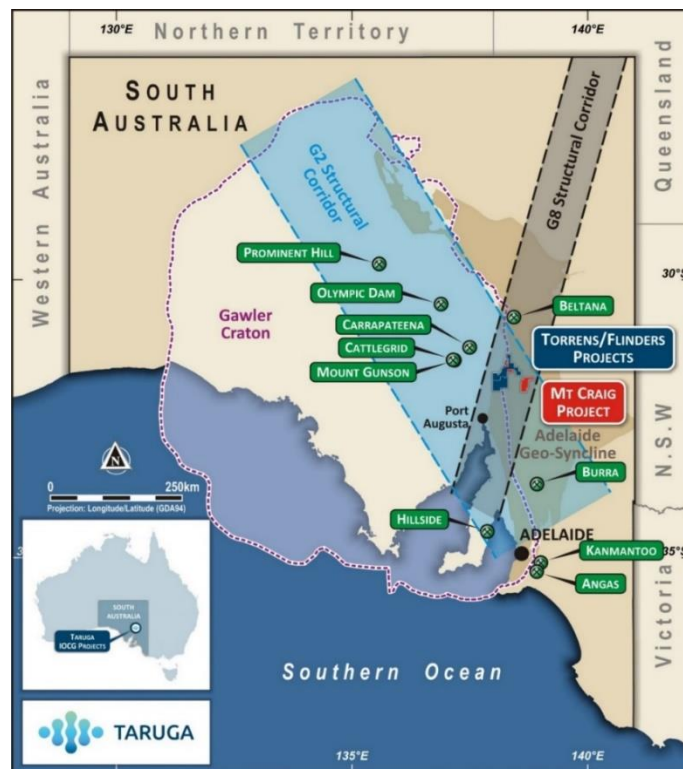 130°E
140°E
Northern Territory
SOUTH
AUSTRALIA
Western Australia
Queensland
G2 Structural
Corridor
G8 Structural Corridor
PROMINENT HILL
30°S
OLYMPIC DAM
BELTANA
Gawler
Craton
CARRAPATEENA
CATTLEGRID
MOUNT GUNSON
TORRENS/FLINDERS
PROJECTS
MT CRAIG
PROJECT
Port
Augusta
Adelaide
Geo-Syncline
N.S.W
N
0
250km
Projection: Longitude/Latitude (GDA94)
BURRA
HILLSIDE
ADELAIDE
KANMANTOO
35°S
ANGAS
Victoria
SOUTH
AUSTRALIA
TARUGA
IOCG PROJECTS
Southern Ocean
TARUGA
135°E
140°E